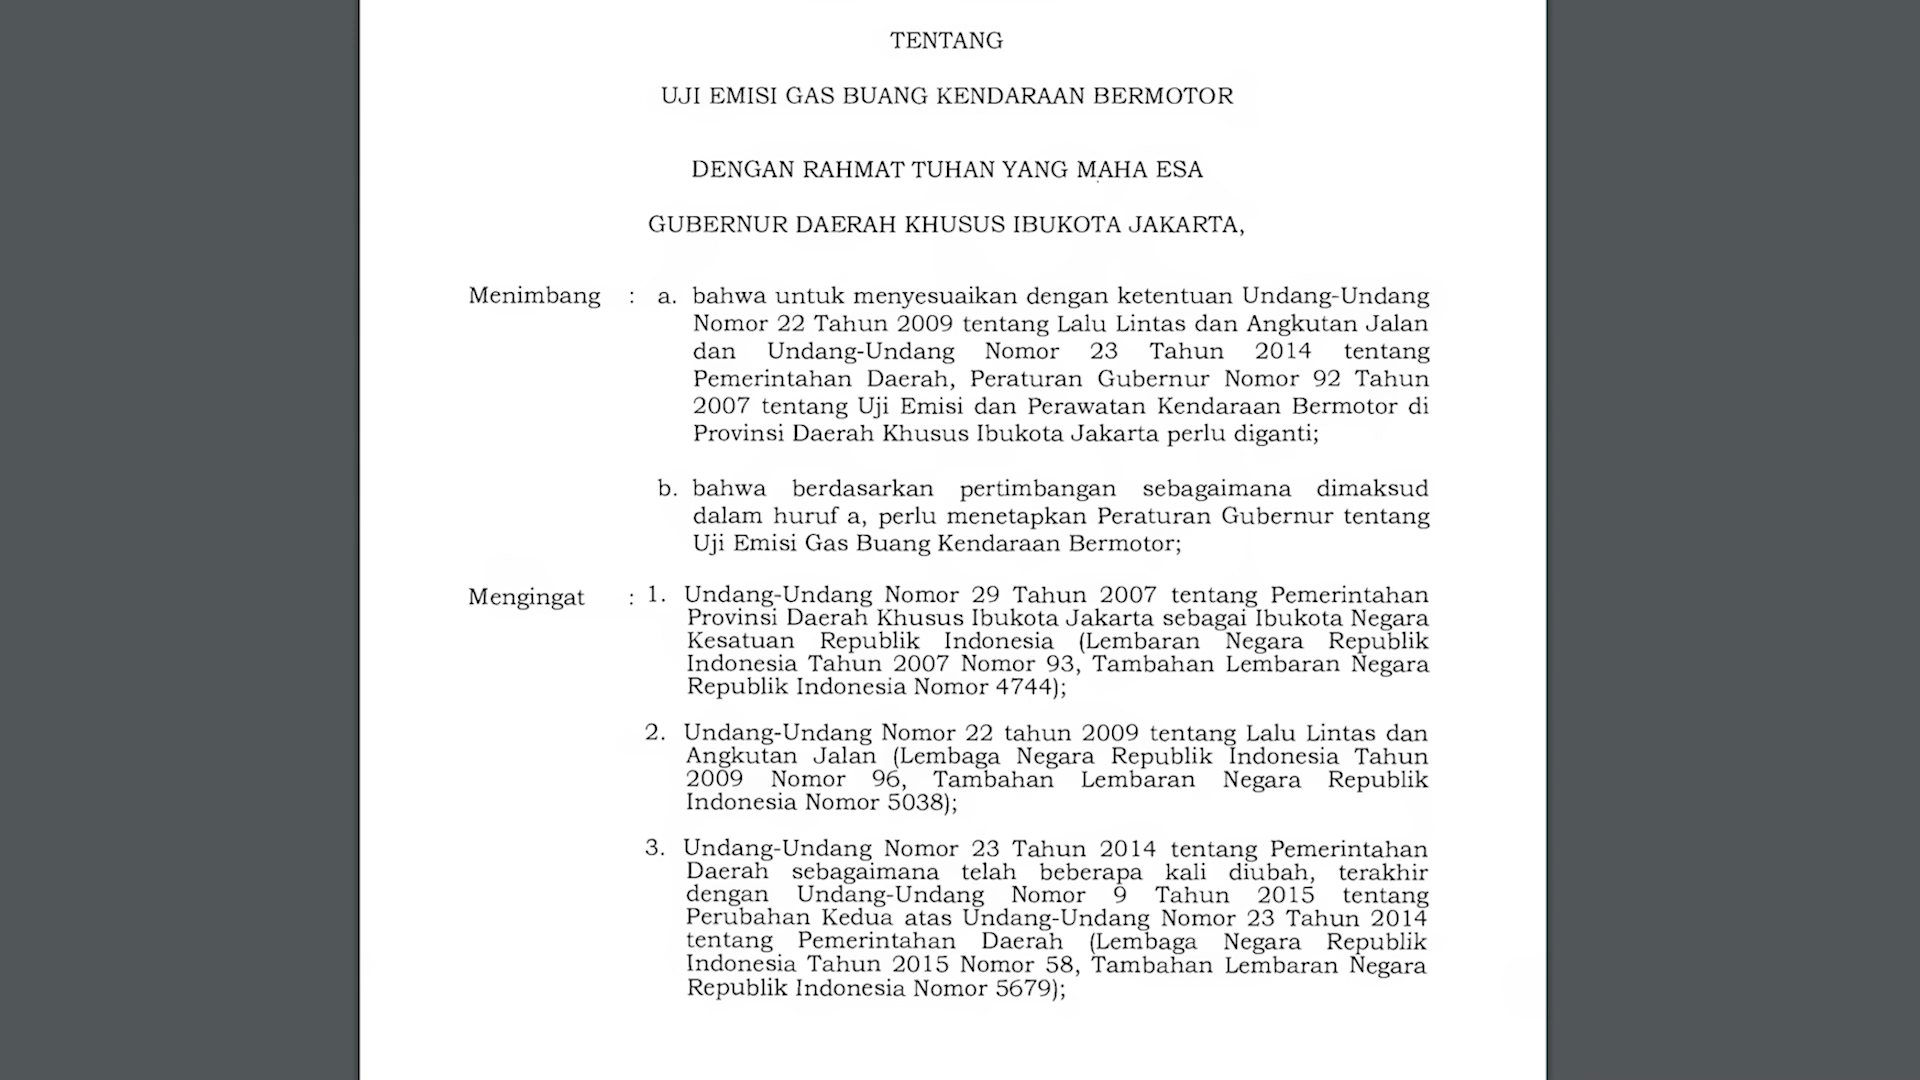 TENTANG
UJI EMISI GAS BUANG KENDARAAN BERMOTOR
DENGAN RAHMAT TUHAN YANG MAHA ESA
GUBERNUR DAERAH KHUSUS IBUKOTA JAKARTA,
Menimbang : a. bahwa untuk menyesuaikan dengan ketentuan Undang-Undang
Nomor 22 Tahun 2009 tentang Lalu Lintas dan Angkutan Jalan
dan Undang-Undang Nomor 23 Tahun 2014 tentang
Pemerintahan Daerah, Peraturan Gubernur Nomor 92 Tahun
2007 tentang Uji Emisi dan Perawatan Kendaraan Bermotor di
Provinsi Daerah Khusus Ibukota Jakarta perlu diganti;
b. bahwa berdasarkan pertimbangan sebagaimana dimaksud
dalam huruf a, perlu menetapkan Peraturan Gubernur tentang
Uji Emisi Gas Buang Kendaraan Bermotor;
Mengingat : 1. Undang-Undang Nomor 29 Tahun 2007 tentang Pemerintahan
Provinsi Daerah Khusus Ibukota Jakarta sebagai Ibukota Negara
Kesatuan Republik Indonesia (Lembaran Negara Republik
Indonesia Tahun 2007 Nomor 93, Tambahan Lembaran Negara
Republik Indonesia Nomor 4744);
2. Undang-Undang Nomor 22 tahun 2009 tentang Lalu Lintas dan
Angkutan Jalan (Lembaga Negara Republik Indonesia Tahun
2009 Nomor 96, Tambahan Lembaran Negara Republik
Indonesia Nomor 5038);
3. Undang-Undang Nomor 23 Tahun 2014 tentang Pemerintahan
Daerah sebagaimana telah beberapa kali diubah, terakhir
dengan Undang-Undang Nomor 9 Tahun 2015 tentang
Perubahan Kedua atas Undang-Undang Nomor 23 Tahun 2014
tentang Pemerintahan Daerah (Lembaga Negara Republik
Indonesia Tahun 2015 Nomor 58, Tambahan Lembaran Negara
Republik Indonesia Nomor 5679);